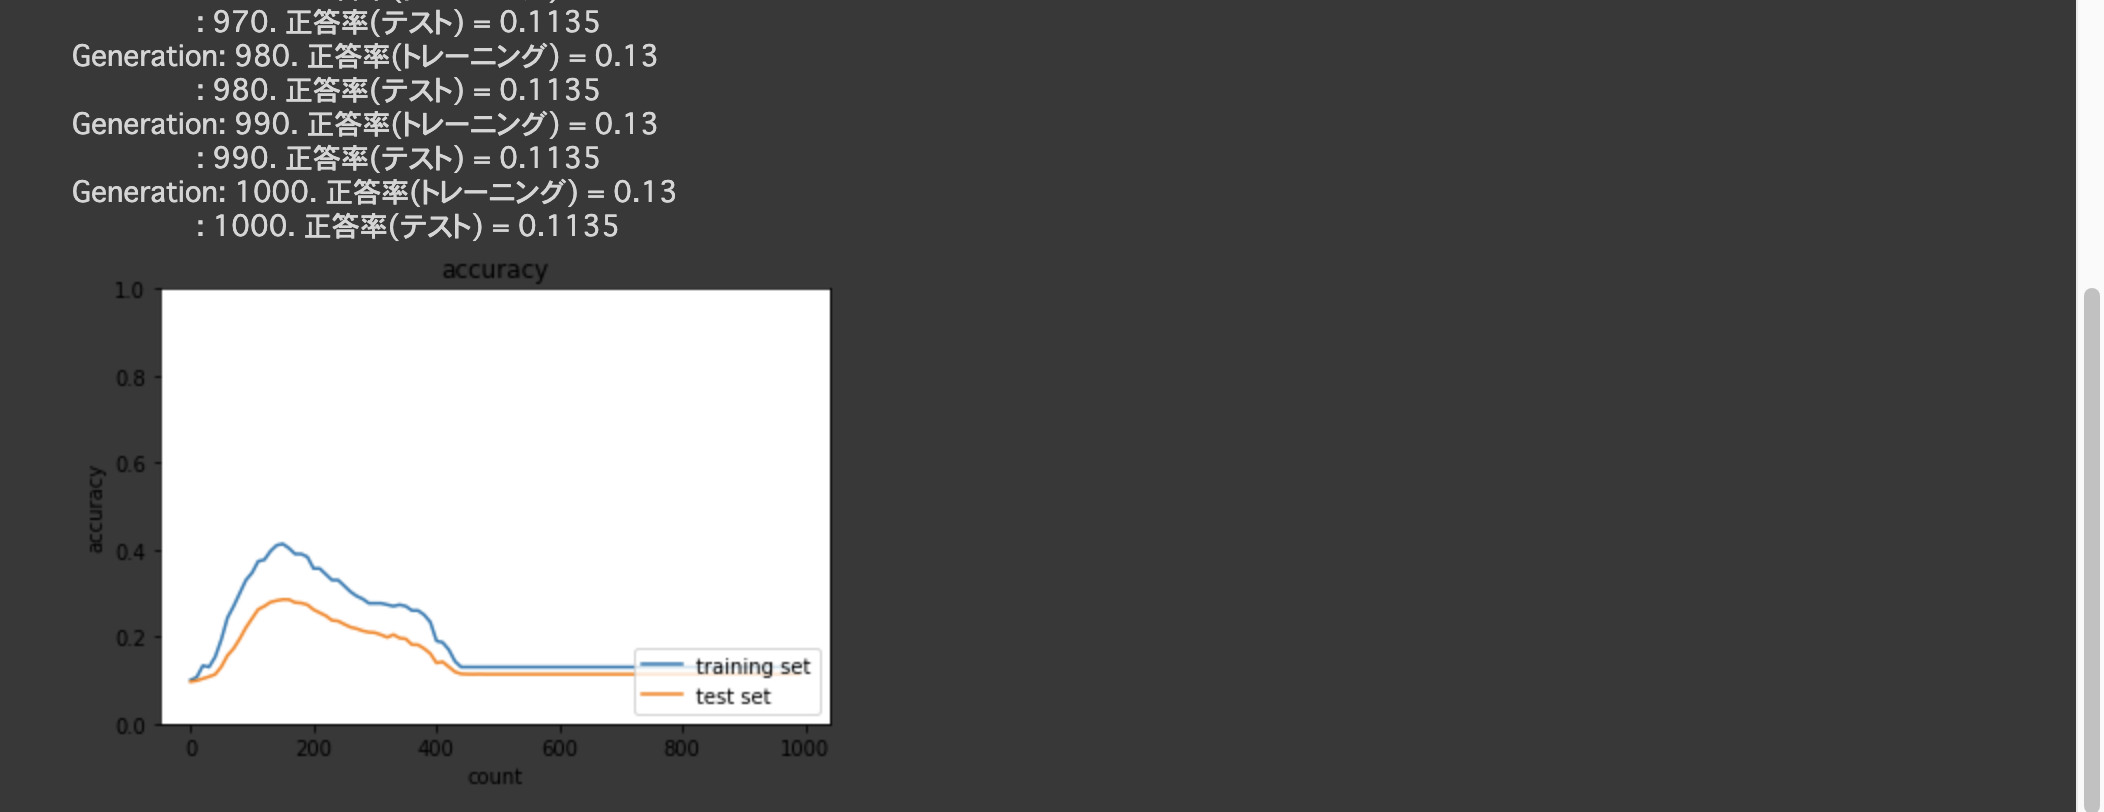 : 970. 正答率(テスト) = 0.1135
Generation: 980. 正答率(トレーニング) = 0.13
: 980. 正答率(テスト) = 0.1135
Generation: 990. 正答率(トレーニング) = 0.13
: 990. 正答率(テスト) = 0.1135
Generation: 1000. 正答率(トレーニング) = 0.13
: 1000. 正答率(テスト) = 0.1135
accuracy
1.0
0.8
0.6
0.4
0.2
0.0
accuracy
training set
test set
0 200 400 600 800 1000
count